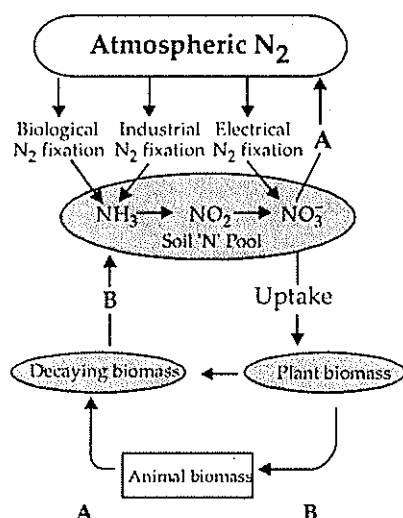 Atmospheric N₂
Biological Industrial Electrical
N₂ fixation N₂ fixation N₂ fixation
A
NH₃ NO₂ NO₃⁻
Soil 'N' Pool
B
Uptake
Decaying biomass
Plant biomass
Animal biomass
A B